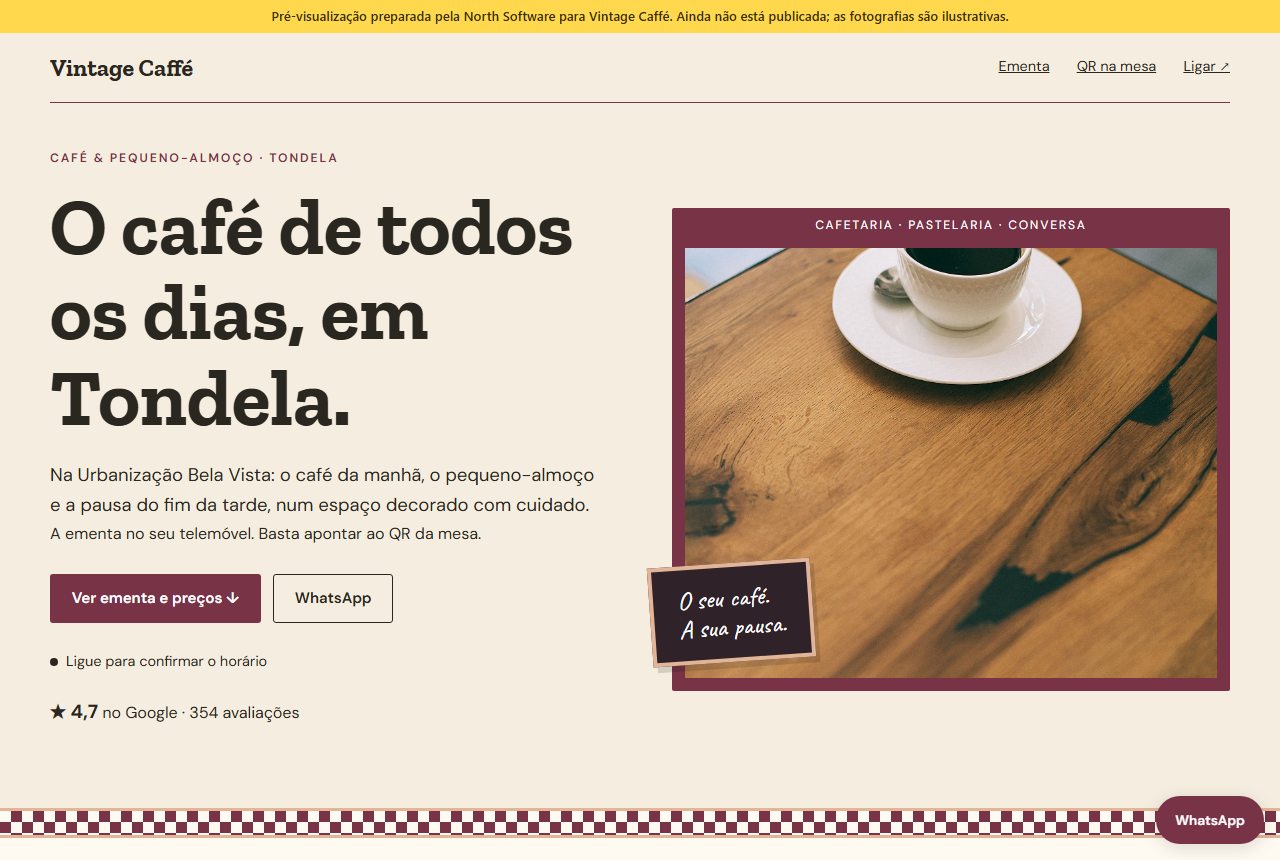 Pré-visualização preparada pela North Software para Vintage Caffé. Ainda não está publicada; as fotografias são ilustrativas.
Vintage Caffé
Ementa
QR na mesa
Ligar ↗
CAFÉ & PEQUENO-ALMOÇO · TONDELA
O café de todos
os dias, em
Tondela.
Na Urbanização Bela Vista: o café da manhã, o pequeno-almoço
e a pausa do fim da tarde, num espaço decorado com cuidado.
A ementa no seu telemóvel. Basta apontar ao QR da mesa.
Ver ementa e preços ↓
WhatsApp
Ligue para confirmar o horário
★ 4,7 no Google · 354 avaliações
CAFETARIA · PASTELARIA · CONVERSA
O seu café.
A sua pausa.
WhatsApp